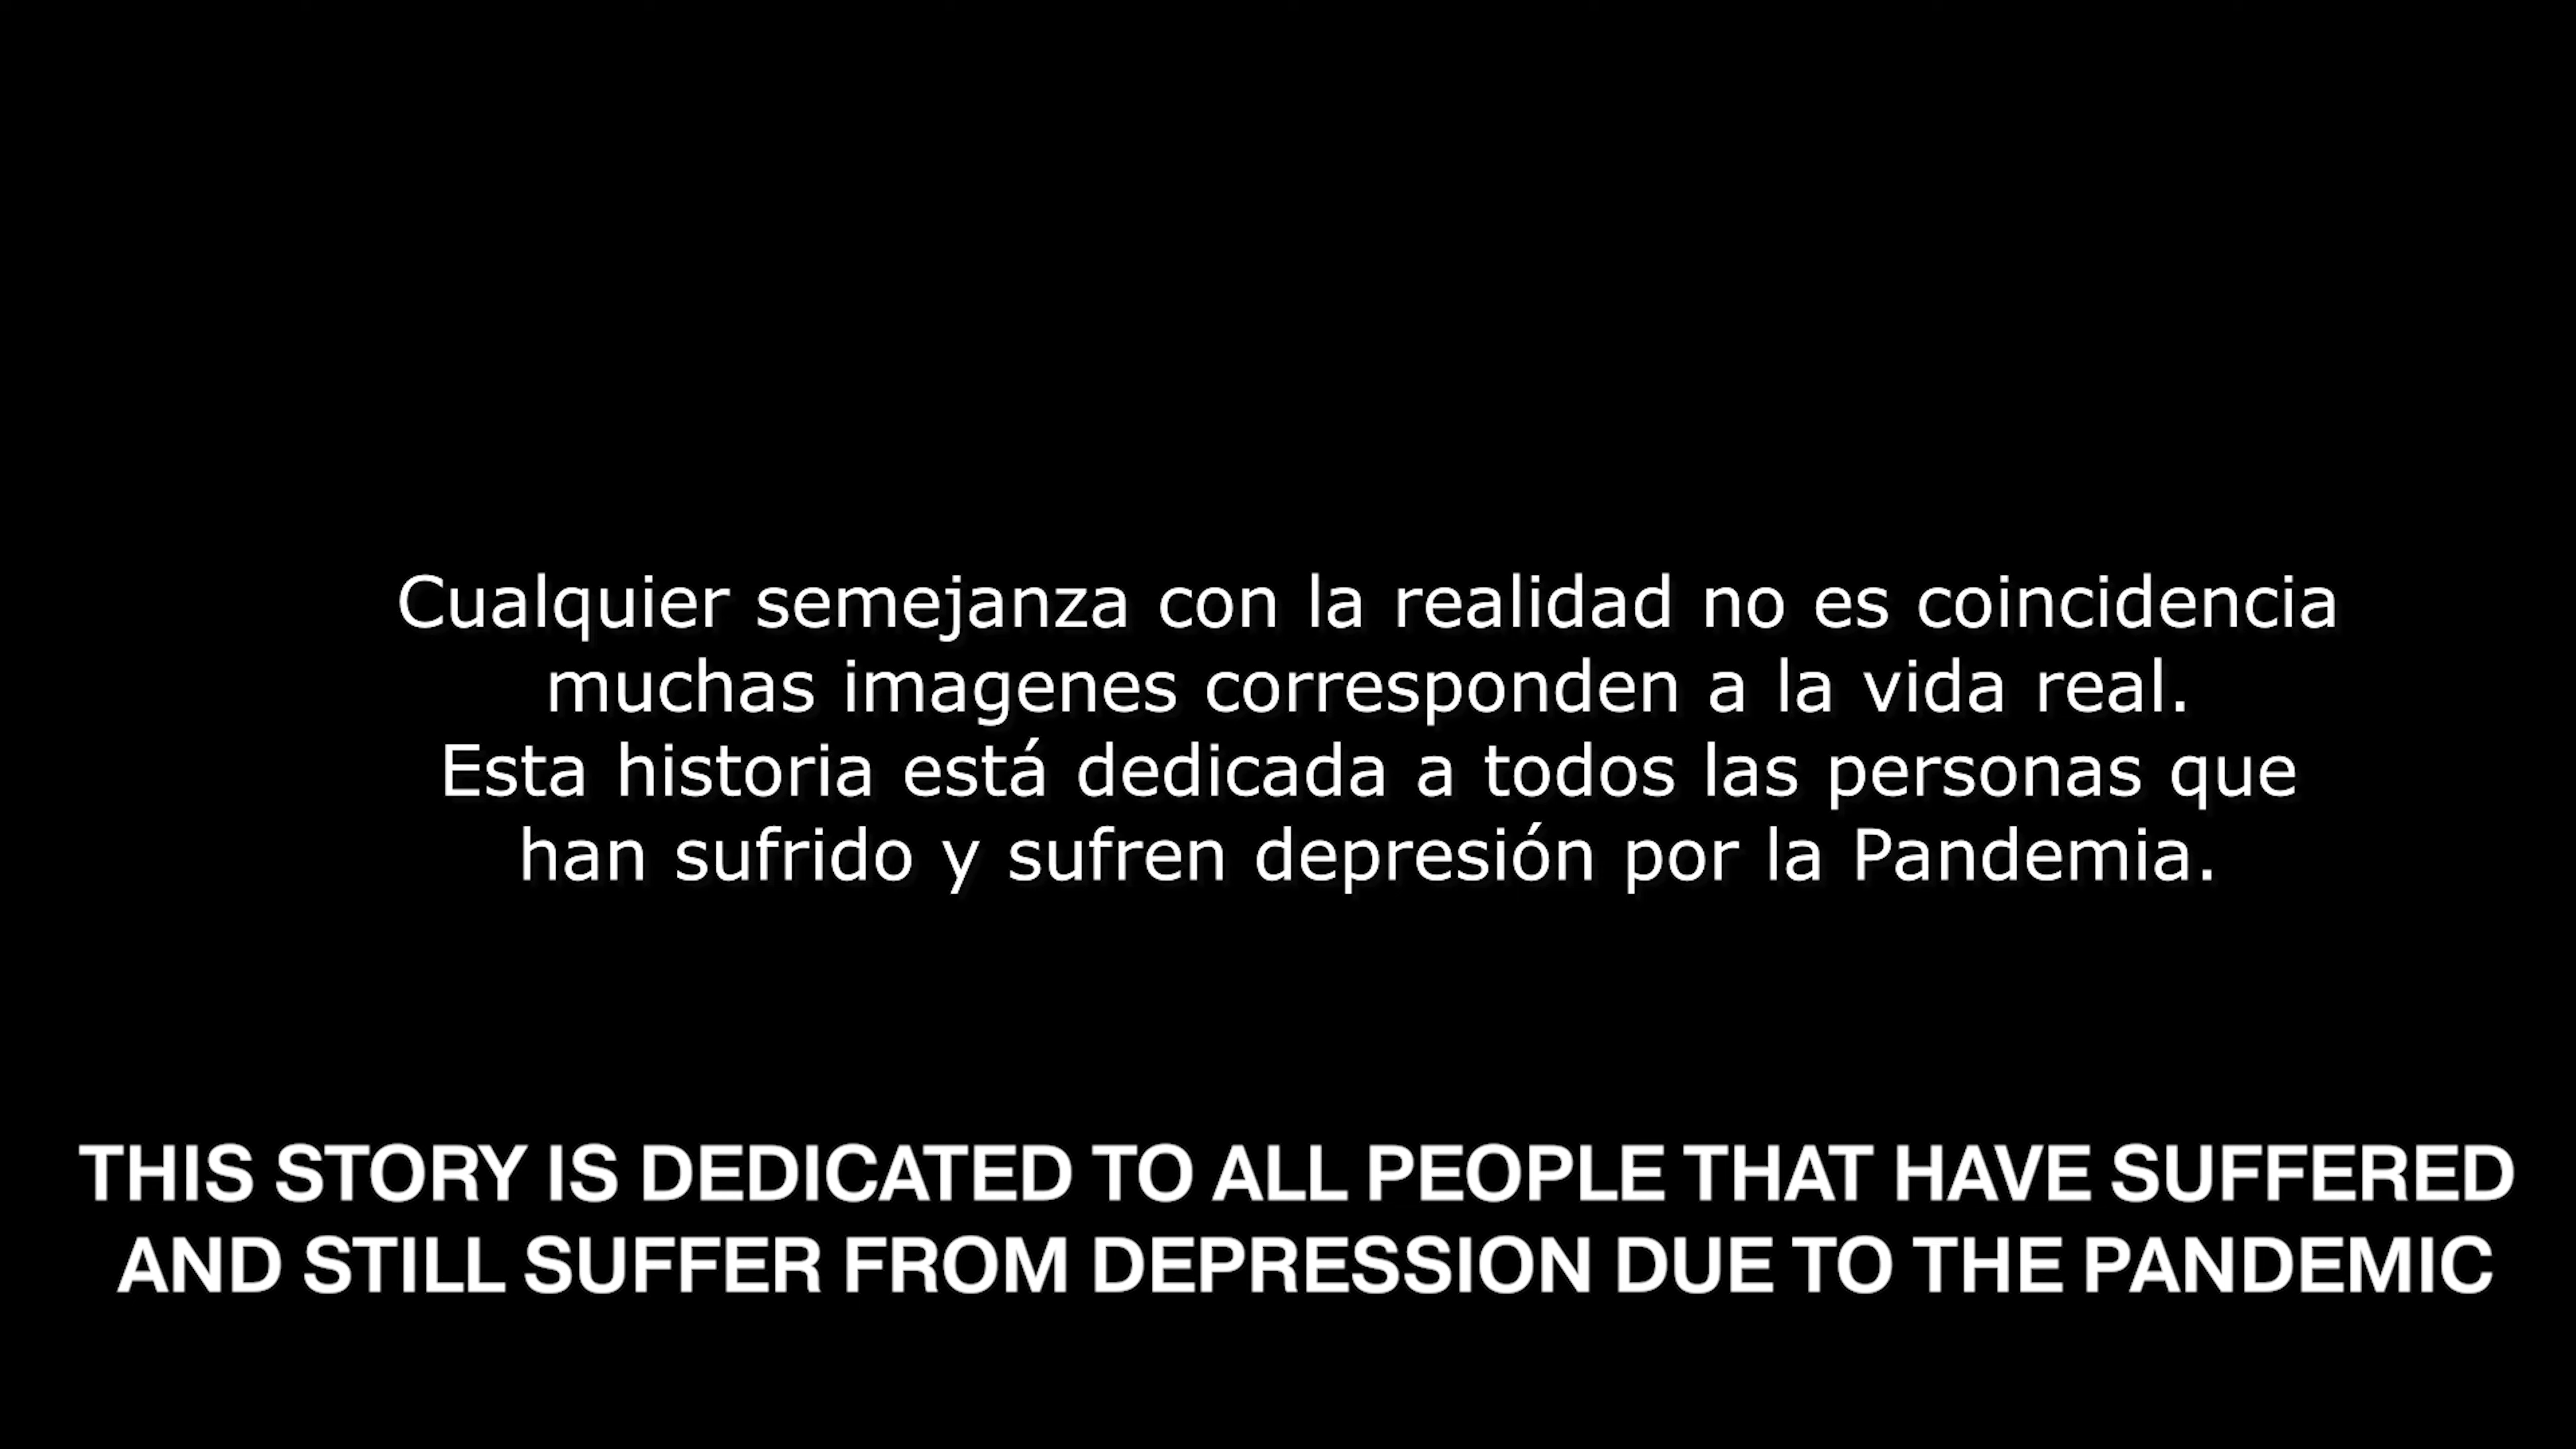 Cualquier semejanza con la realidad no es coincidencia
muchas imagenes corresponden a la vida real.
Esta historia está dedicada a todos las personas que
han sufrido y sufren depresión por la Pandemia.
THIS STORY IS DEDICATED TO ALL PEOPLE THAT HAVE SUFFERED
AND STILL SUFFER FROM DEPRESSION DUE TO THE PANDEMIC